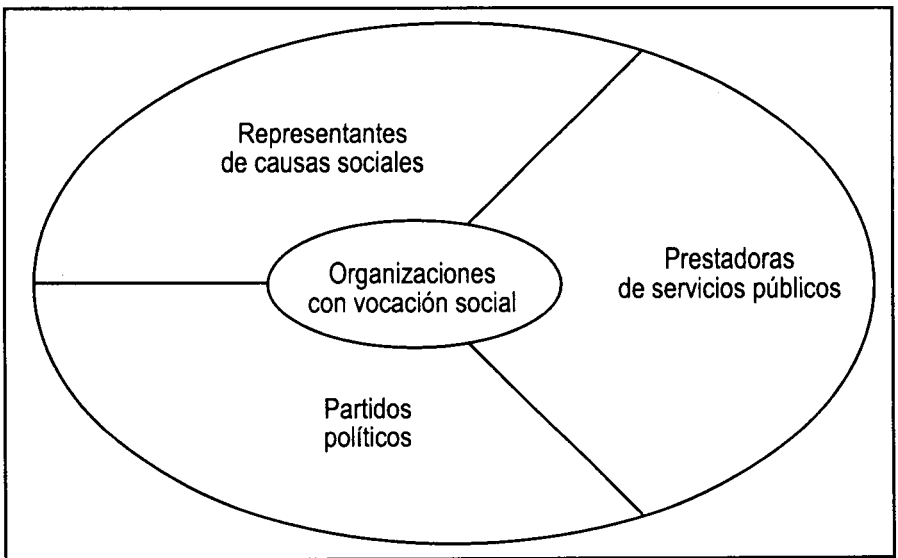 Representantes
de causas sociales
Organizaciones
con vocación social
Prestadoras
de servicios públicos
Partidos
políticos